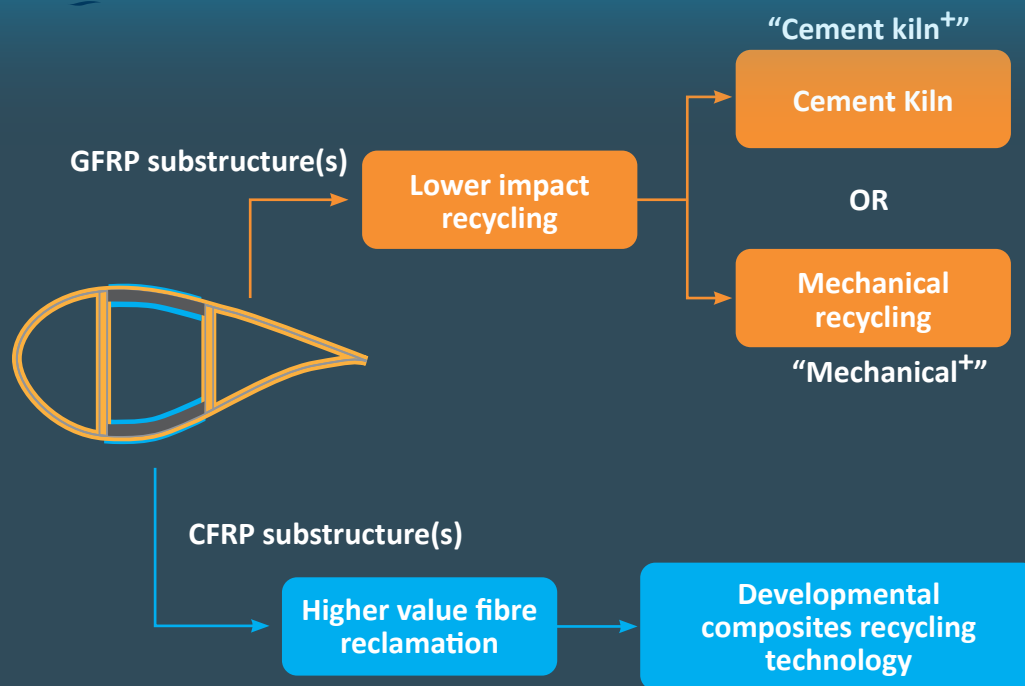 “Cement kiln+”
Cement Kiln
GFRP substructure(s)
Lower impact
recycling
OR
Mechanical
recycling
“Mechanical+”
CFRP substructure(s)
Higher value fibre
reclamation
Developmental
composites recycling
technology